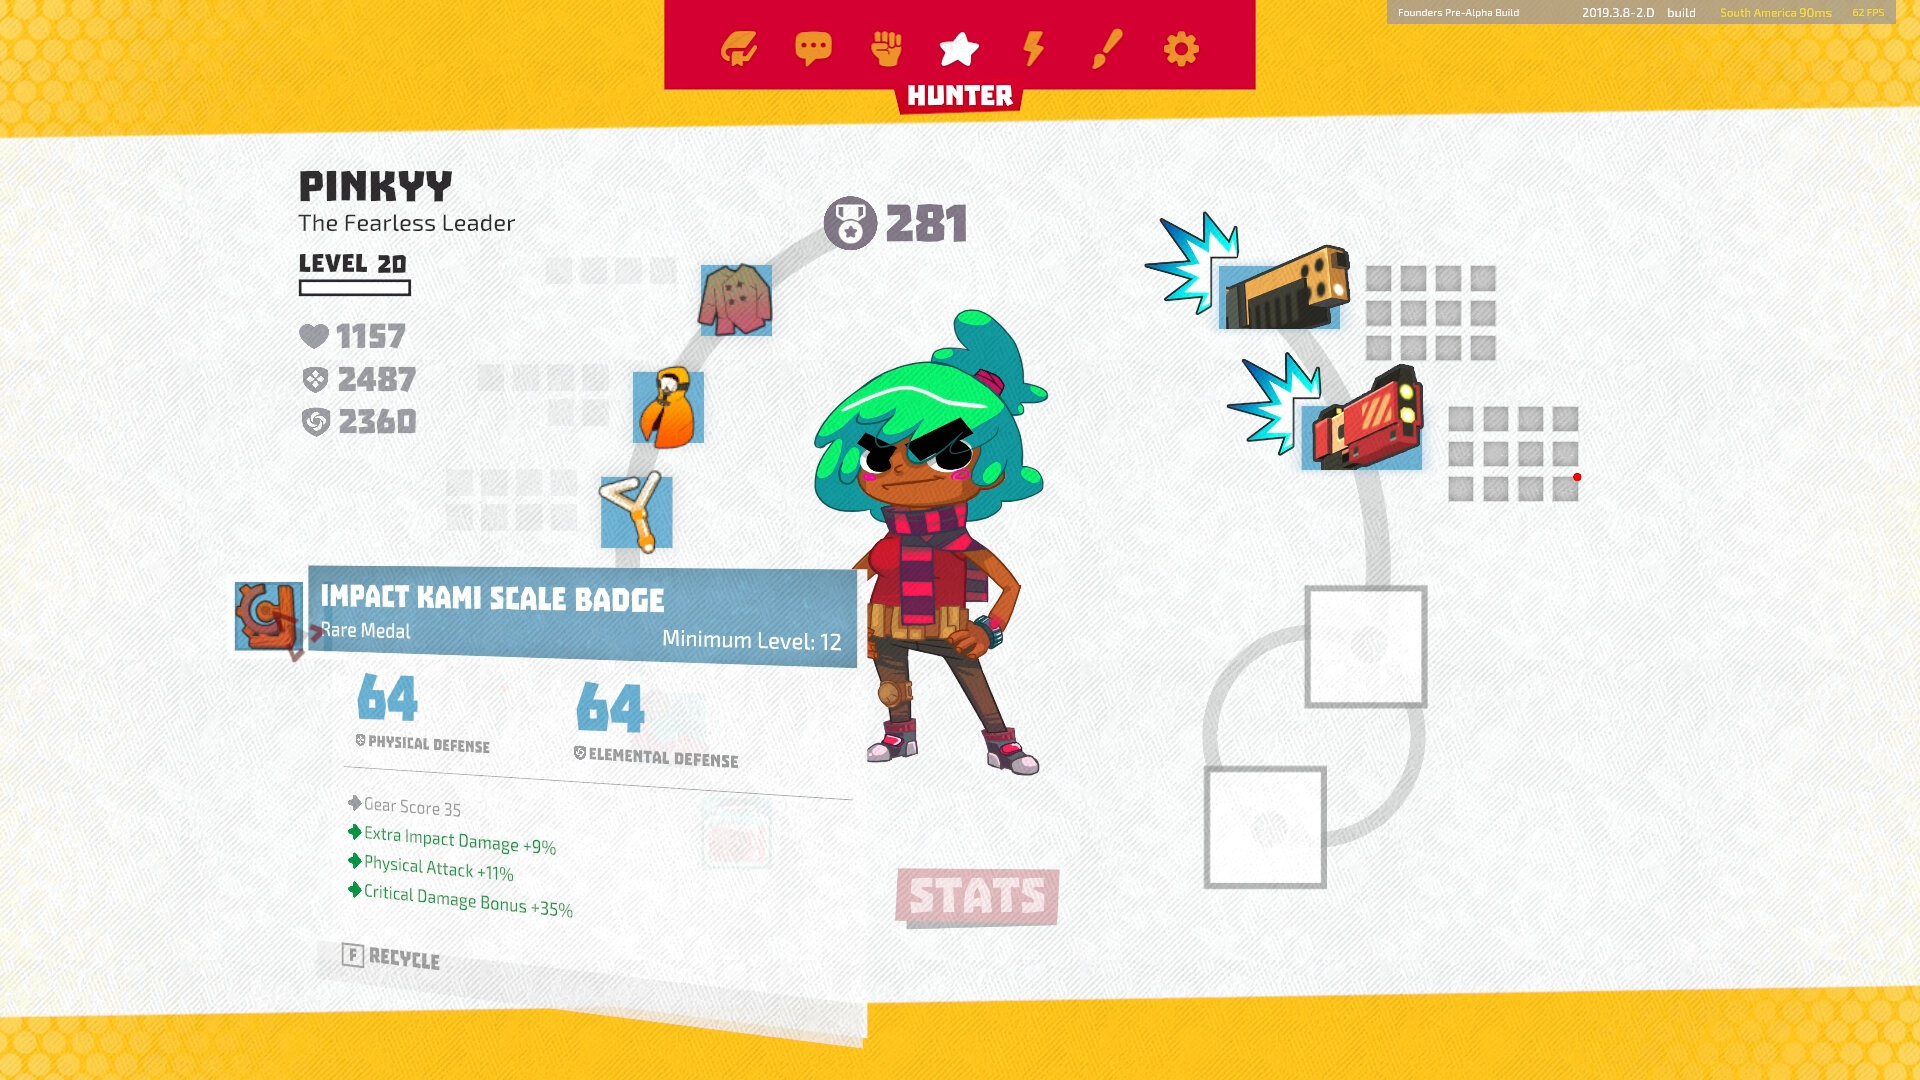 Founders Pre-Alpha Build 2019.3.8-2.D build South America 90ms 62 FPS
HUNTER
PINKYY
The Fearless Leader
LEVEL 20
281
1157
2487
2360
IMPACT KAMI SCALE BADGE
Rare Medal
Minimum Level: 12
64
PHYSICAL DEFENSE
64
ELEMENTAL DEFENSE
Gear Score 35
Extra Impact Damage +9%
Physical Attack +11%
Critical Damage Bonus +35%
F RECYCLE
STATS